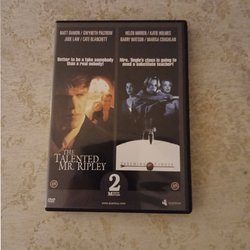 MATT DAMON / GWYNETH PALTROW
JUDE LAW / CATE BLANCHETT
Better to be a fake somebody
than a real nobody!
THE TALENTED
MR. RIPLEY
HELEN MIRREN / KATIE HOLMES
BARRY WATSON / MARISA COUGHLAN
Mrs. Tingle's class is going to
need a substitute teacher!
2
DVD